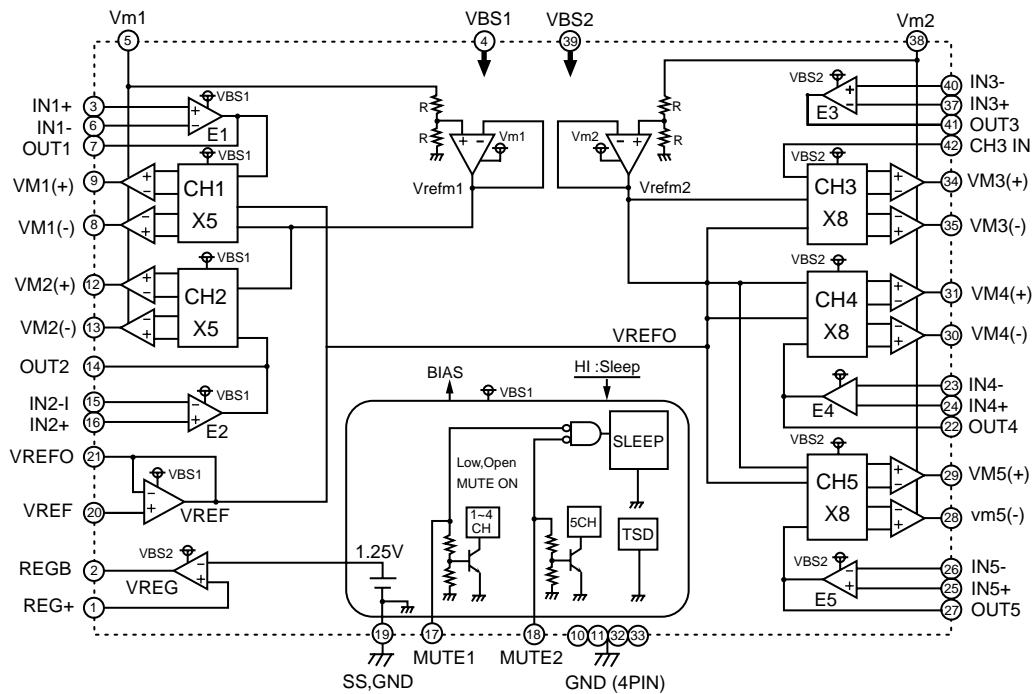 Vm1 VBS1 VBS2 Vm2
5 4 39 38
IN1+ 3 VBS1 + − E1
IN1- 6
OUT1 7
R R Vm1 + −
Vrefm1
R R Vm2 − +
Vrefm2
VBS2 E3 + − 40 IN3-
37 IN3+
41 OUT3
42 CH3 IN
VM1(+) 9 + − VBS1 CH1 X5
VM1(-) 8 − +
VBS2 CH3 X8 + − 34 VM3(+)
− + 35 VM3(-)
VM2(+) 12 + − VBS1 CH2 X5
VM2(-) 13 − +
VBS2 CH4 X8 + − 31 VM4(+)
− + 30 VM4(-)
VREFO
OUT2 14
IN2-I 15 − + VBS1 E2
IN2+ 16
E4 − + 23 IN4-
24 IN4+
22 OUT4
VREFO 21 VBS1 − +
VREF 20 VREF
VBS2 CH5 X8 + − 29 VM5(+)
− + 28 vm5(-)
REGB 2 VBS2 − + VREG
REG+ 1
VBS2 E5 − + 26 IN5-
25 IN5+
27 OUT5
BIAS VBS1 HI :Sleep
SLEEP
Low,Open
MUTE ON
1~4
CH
5CH
TSD
1.25V
19 17 18 10 11 32 33
SS,GND MUTE1 MUTE2 GND (4PIN)